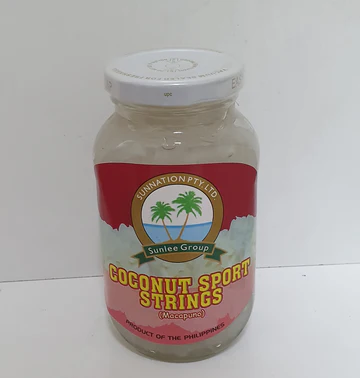 SUNNATION PTY LTD.
Sunlee Group
COCONUT SPORT
STRINGS
(Macapuno)
PRODUCT OF THE PHILIPPINES